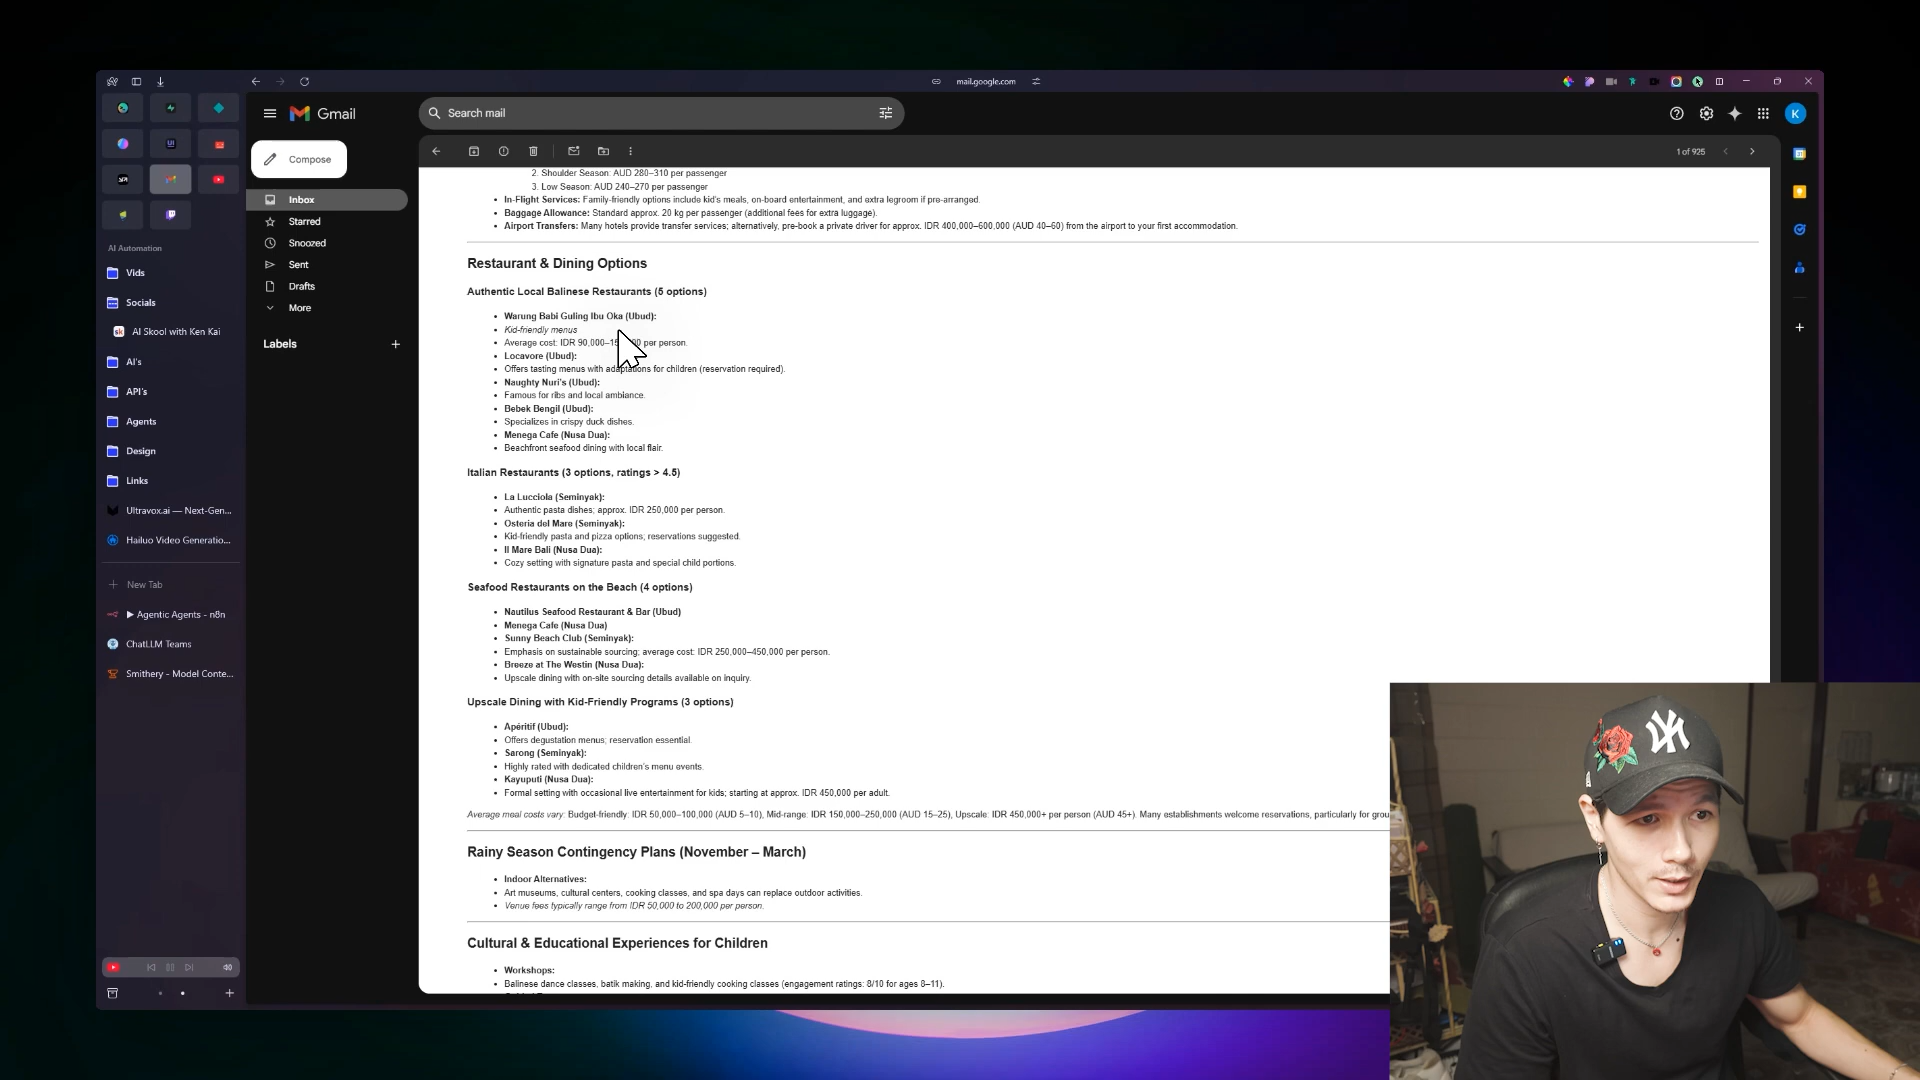 mail.google.com
Gmail
Search mail
K
Compose
1 of 925
Inbox
Starred
Snoozed
Sent
Drafts
More
Labels
AI Automation
Vids
Socials
sk AI Skool with Ken Kai
AI's
API's
Agents
Design
Links
Ultravox.ai — Next-Gen...
Hailuo Video Generatio...
New Tab
▶ Agentic Agents - n8n
ChatLLM Teams
Smithery - Model Conte...
2. Shoulder Season: AUD 280–310 per passenger
3. Low Season: AUD 240–270 per passenger
• In-Flight Services: Family-friendly options include kid's meals, on-board entertainment, and extra legroom if pre-arranged.
• Baggage Allowance: Standard approx. 20 kg per passenger (additional fees for extra luggage).
• Airport Transfers: Many hotels provide transfer services; alternatively, pre-book a private driver for approx. IDR 400,000–600,000 (AUD 40–60) from the airport to your first accommodation.
Restaurant & Dining Options
Authentic Local Balinese Restaurants (5 options)
• Warung Babi Guling Ibu Oka (Ubud):
• Kid-friendly menus
• Average cost: IDR 90,000– per person.
• Locavore (Ubud):
• Offers tasting menus with adaptations for children (reservation required).
• Naughty Nuri's (Ubud):
• Famous for ribs and local ambiance.
• Bebek Bengil (Ubud):
• Specializes in crispy duck dishes.
• Menega Cafe (Nusa Dua):
• Beachfront seafood dining with local flair.
Italian Restaurants (3 options, ratings > 4.5)
• La Lucciola (Seminyak):
• Authentic pasta dishes; approx. IDR 250,000 per person.
• Osteria del Mare (Seminyak):
• Kid-friendly pasta and pizza options; reservations suggested.
• Il Mare Bali (Nusa Dua):
• Cozy setting with signature pasta and special child portions.
Seafood Restaurants on the Beach (4 options)
• Nautilus Seafood Restaurant & Bar (Ubud)
• Menega Cafe (Nusa Dua)
• Sunny Beach Club (Seminyak):
• Emphasis on sustainable sourcing; average cost: IDR 250,000–450,000 per person.
• Breeze at The Westin (Nusa Dua):
• Upscale dining with on-site sourcing details available on inquiry.
Upscale Dining with Kid-Friendly Programs (3 options)
• Apéritif (Ubud):
• Offers degustation menus; reservation essential.
• Sarong (Seminyak):
• Highly rated with dedicated children's menu events.
• Kayuputi (Nusa Dua):
• Formal setting with occasional live entertainment for kids; starting at approx. IDR 450,000 per adult.
Average meal costs vary: Budget-friendly: IDR 50,000–100,000 (AUD 5–10), Mid-range: IDR 150,000–250,000 (AUD 15–25), Upscale: IDR 450,000+ per person (AUD 45+). Many establishments welcome reservations, particularly for grou
Rainy Season Contingency Plans (November – March)
• Indoor Alternatives:
• Art museums, cultural centers, cooking classes, and spa days can replace outdoor activities.
• Venue fees typically range from IDR 50,000 to 200,000 per person.
Cultural & Educational Experiences for Children
• Workshops:
• Balinese dance classes, batik making, and kid-friendly cooking classes (engagement ratings: 8/10 for ages 8–11).
NY